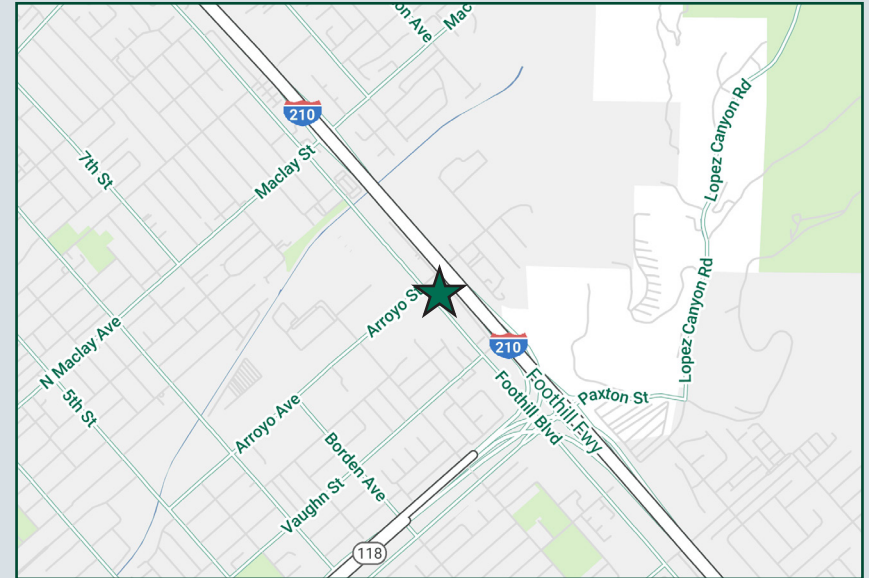 on Ave
Mac
210
Lopez Canyon Rd
7th St
Maclay St
Arroyo S
Lopez Canyon Rd
N Maclay Ave
210
5th St
Foothill Fwy
Paxton St
Foothill Blvd
Arroyo Ave
Borden Ave
Vaughn St
118